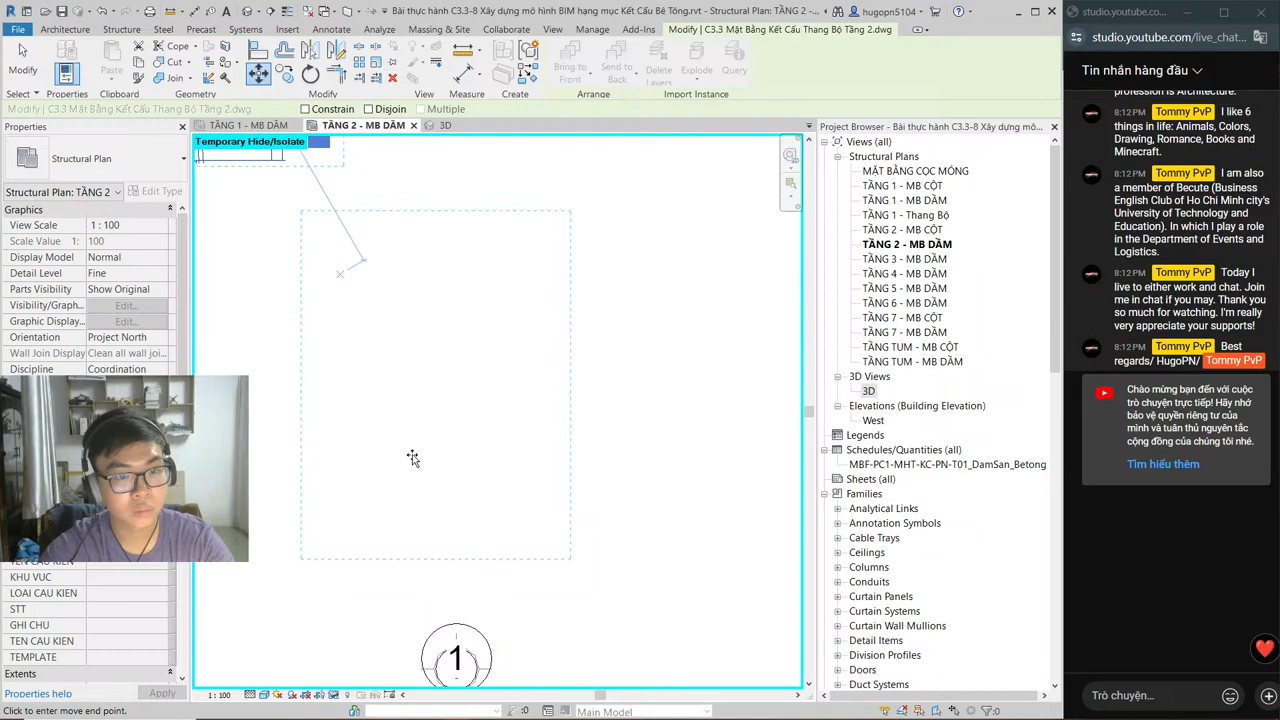 Bài thực hành C3.3-8 Xây dựng mô hình BIM hạng mục Kết Cấu Bê Tông.rvt - Structural Plan: TẦNG 2 -...
hugopn5104
File
Architecture
Structure
Steel
Precast
Systems
Insert
Annotate
Analyze
Massing & Site
Collaborate
View
Manage
Add-Ins
Modify | C3.3 Mặt Bằng Kết Cấu Thang Bộ Tầng 2.dwg
Modify
Properties
Paste
Cope
Cut
Join
Bring to Front
Send to Back
Delete Layers
Explode
Query
Select
Properties
Clipboard
Geometry
Modify
View
Measure
Create
Arrange
Import Instance
Modify | C3.3 Mặt Bằng Kết Cấu Thang Bộ Tầng 2.dwg
Constrain
Disjoin
Multiple
Properties
Structural Plan
Structural Plan: TẦNG 2
Edit Type
Graphics
View Scale 1 : 100
Scale Value 1: 100
Display Model Normal
Detail Level Fine
Parts Visibility Show Original
Visibility/Graph... Edit...
Graphic Display... Edit...
Orientation Project North
Wall Join Display Clean all wall joi...
Discipline Coordination
KHU VUC
LOAI CAU KIEN
STT
GHI CHU
TEN CAU KIEN
TEMPLATE
Extents
Properties help
Apply
TẦNG 1 - MB DẦM
TẦNG 2 - MB DẦM
3D
Temporary Hide/Isolate
1
1 : 100
Project Browser - Bài thực hành C3.3-8 Xây dựng mô...
Views (all)
Structural Plans
MẶT BẰNG CỌC MÓNG
TẦNG 1 - MB CỘT
TẦNG 1 - MB DẦM
TẦNG 1 - Thang Bộ
TẦNG 2 - MB CỘT
TẦNG 2 - MB DẦM
TẦNG 3 - MB DẦM
TẦNG 4 - MB DẦM
TẦNG 5 - MB DẦM
TẦNG 6 - MB DẦM
TẦNG 7 - MB CỘT
TẦNG 7 - MB DẦM
TẦNG TUM - MB CỘT
TẦNG TUM - MB DẦM
3D Views
3D
Elevations (Building Elevation)
West
Legends
Schedules/Quantities (all)
MBF-PC1-MHT-KC-PN-T01_DamSan_Betong
Sheets (all)
Families
Analytical Links
Annotation Symbols
Cable Trays
Ceilings
Columns
Conduits
Curtain Panels
Curtain Systems
Curtain Wall Mullions
Detail Items
Division Profiles
Doors
Duct Systems
Click to enter move end point.
:0
Main Model
:0
studio.youtube.co...
studio.youtube.com/live_chat...
Tin nhắn hàng đầu
profession is Architecture.
8:12 PM Tommy PvP I like 6
things in life: Animals, Colors,
Drawing, Romance, Books and
Minecraft.
8:12 PM Tommy PvP I am also
a member of Becute (Business
English Club of Ho Chi Minh city's
University of Technology and
Education). In which I play a role
in the Department of Events and
Logistics.
8:12 PM Tommy PvP Today I
live to either work and chat. Join
me in chat if you may. Thank you
so much for watching. I'm really
very appreciate your supports!
8:12 PM Tommy PvP Best
regards/ HugoPN/ Tommy PvP
Chào mừng bạn đến với cuộc
trò chuyện trực tiếp! Hãy nhớ
bảo vệ quyền riêng tư của
mình và tuân thủ nguyên tắc
cộng đồng của chúng tôi nhé.
Tìm hiểu thêm
Trò chuyện...